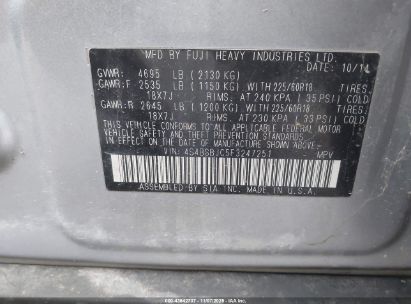 MFD BY FUJI HEAVY INDUSTRIES LTD. 10/14
GVWR: 4695 LB (2130 KG)
GAWR:F 2535 LB (1150 KG) WITH 225/60R18 TIRES,
18X7J RIMS, AT 240 KPA (35 PSI) COLD
GAWR:R 2645 LB (1200 KG) WITH 225/60R18 TIRES,
18X7J RIMS, AT 230 KPA (33 PSI) COLD
THIS VEHICLE CONFORMS TO ALL APPLICABLE FEDERAL MOTOR
VEHICLE SAFETY AND THEFT PREVENTION STANDARDS
IN EFFECT ON THE DATE OF MANUFACTURE SHOWN ABOVE.
VIN: 4S4BSBJC5F3247251 MPV
ASSEMBLED BY SIA, INC. MADE IN U.S.A.